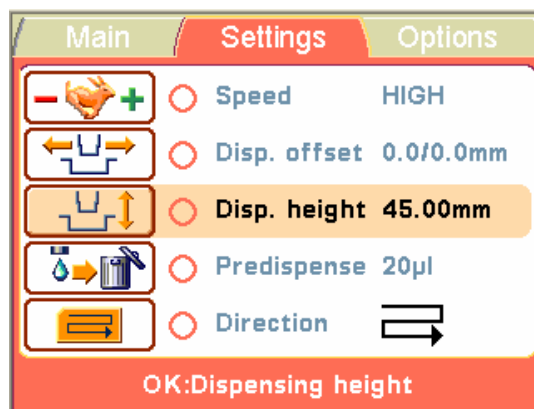 Main Settings Options
Speed HIGH
Disp. offset 0.0/0.0mm
Disp. height 45.00mm
Predispense 20µl
Direction
OK:Dispensing height